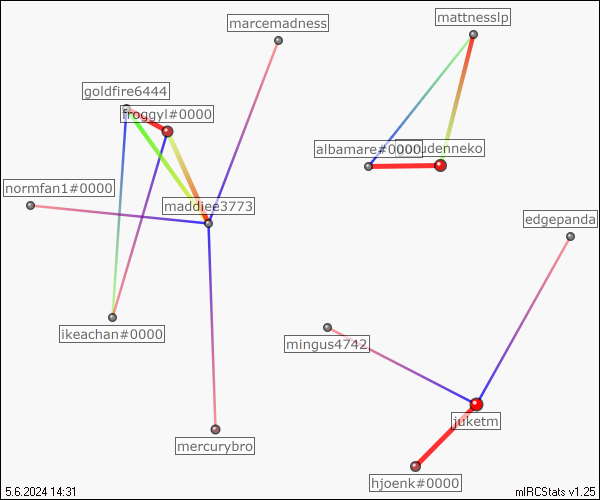 marcemadness
mattnesslp
goldfire6444
froggyl#0000
albamare#0000
udenneko
normfan1#0000
maddiee3773
edgepanda
ikeachan#0000
mingus4742
juketm
mercurybro
hjoenk#0000
5.6.2024 14:31
mIRCStats v1.25